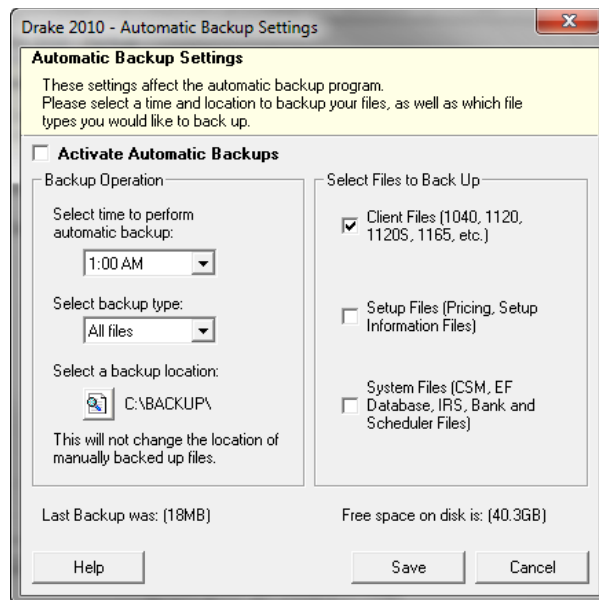 Drake 2010 - Automatic Backup Settings
Automatic Backup Settings
These settings affect the automatic backup program.
Please select a time and location to backup your files, as well as which file
types you would like to back up.
Activate Automatic Backups
Backup Operation
Select time to perform
automatic backup:
1:00 AM
Select backup type:
All files
Select a backup location:
C:\BACKUP\
This will not change the location of
manually backed up files.
Select Files to Back Up
Client Files (1040, 1120,
1120S, 1165, etc.)
Setup Files (Pricing, Setup
Information Files)
System Files (CSM, EF
Database, IRS, Bank and
Scheduler Files)
Last Backup was: (18MB)
Free space on disk is: (40.3GB)
Help
Save
Cancel